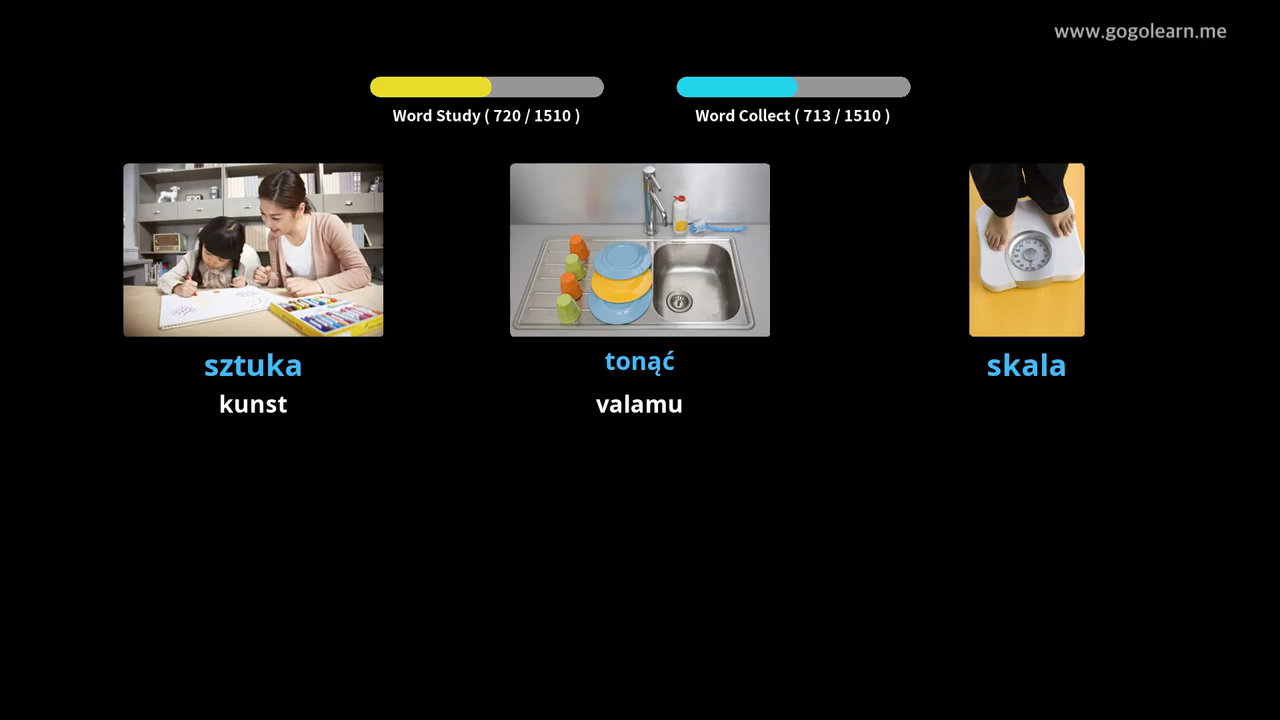 www.gogolearn.me
Word Study ( 720 / 1510 )
Word Collect ( 713 / 1510 )
sztuka
kunst
tonąć
valamu
skala